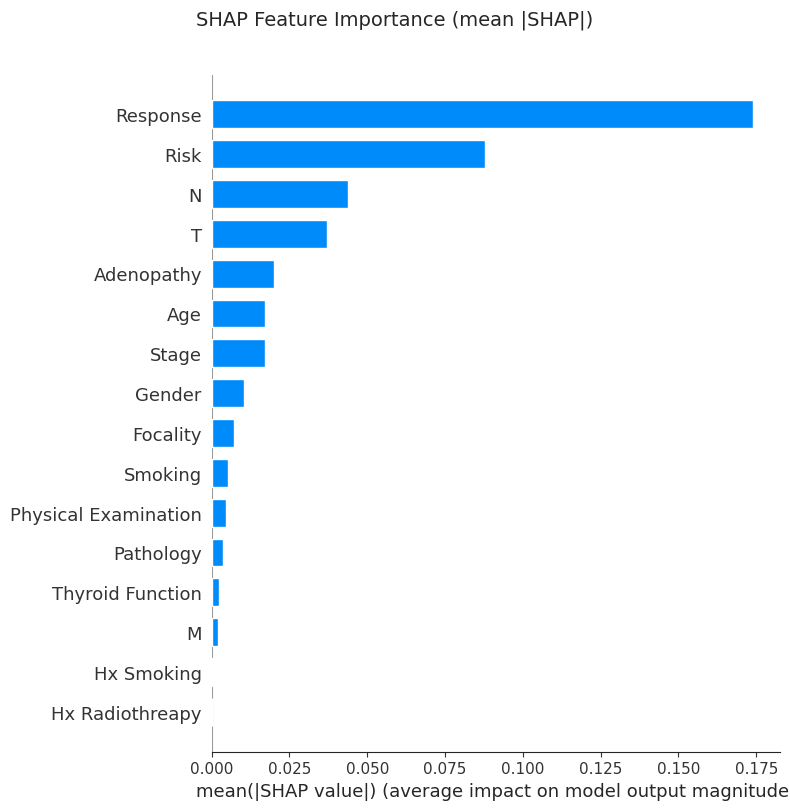 SHAP Feature Importance (mean |SHAP|)
Response
Risk
N
T
Adenopathy
Age
Stage
Gender
Focality
Smoking
Physical Examination
Pathology
Thyroid Function
M
Hx Smoking
Hx Radiothreapy
0.000 0.025 0.050 0.075 0.100 0.125 0.150 0.175
mean(|SHAP value|) (average impact on model output magnitude